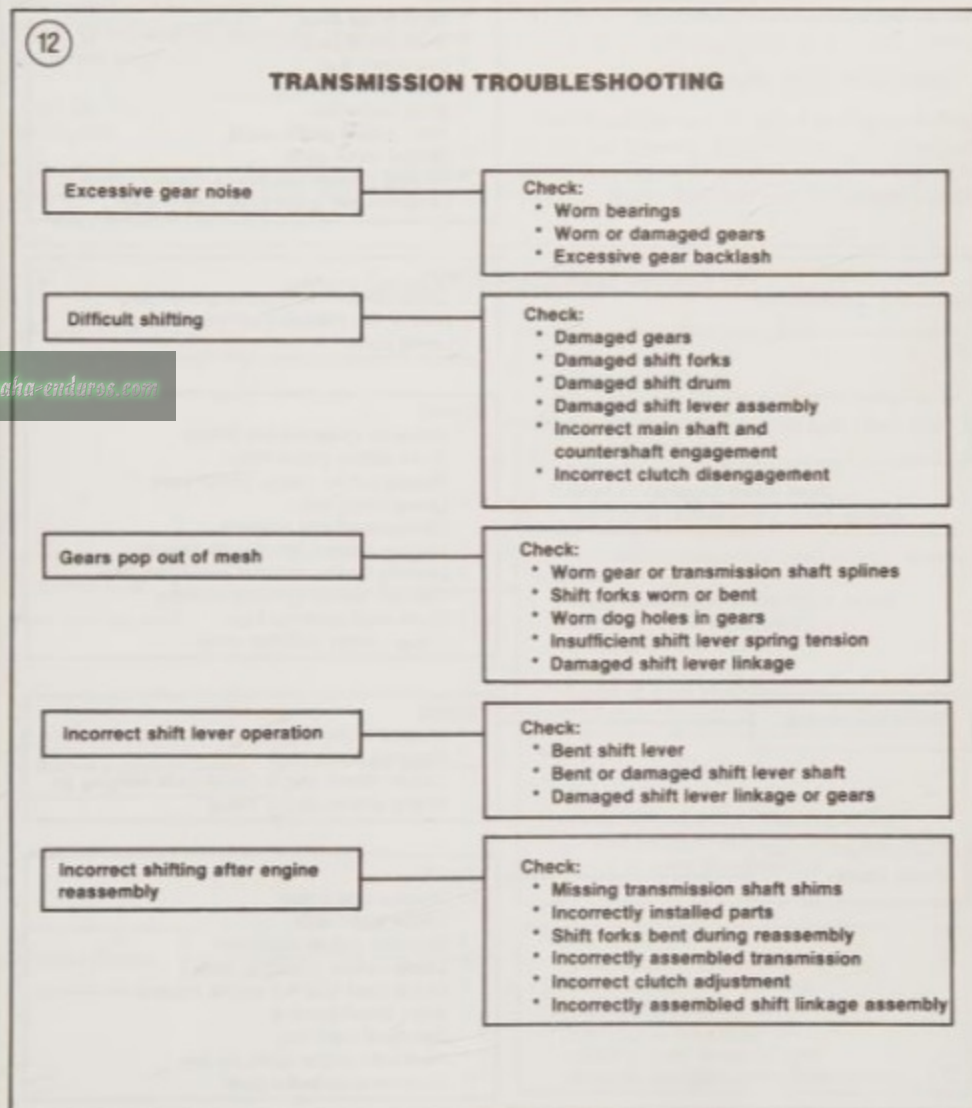 12
TRANSMISSION TROUBLESHOOTING
Excessive gear noise
Check:
* Worn bearings
* Worn or damaged gears
* Excessive gear backlash
Difficult shifting
Check:
* Damaged gears
* Damaged shift forks
* Damaged shift drum
* Damaged shift lever assembly
* Incorrect main shaft and
countershaft engagement
* Incorrect clutch disengagement
aha-enduros.com
Gears pop out of mesh
Check:
* Worn gear or transmission shaft splines
* Shift forks worn or bent
* Worn dog holes in gears
* Insufficient shift lever spring tension
* Damaged shift lever linkage
Incorrect shift lever operation
Check:
* Bent shift lever
* Bent or damaged shift lever shaft
* Damaged shift lever linkage or gears
Incorrect shifting after engine
reassembly
Check:
* Missing transmission shaft shims
* Incorrectly installed parts
* Shift forks bent during reassembly
* Incorrectly assembled transmission
* Incorrect clutch adjustment
* Incorrectly assembled shift linkage assembly